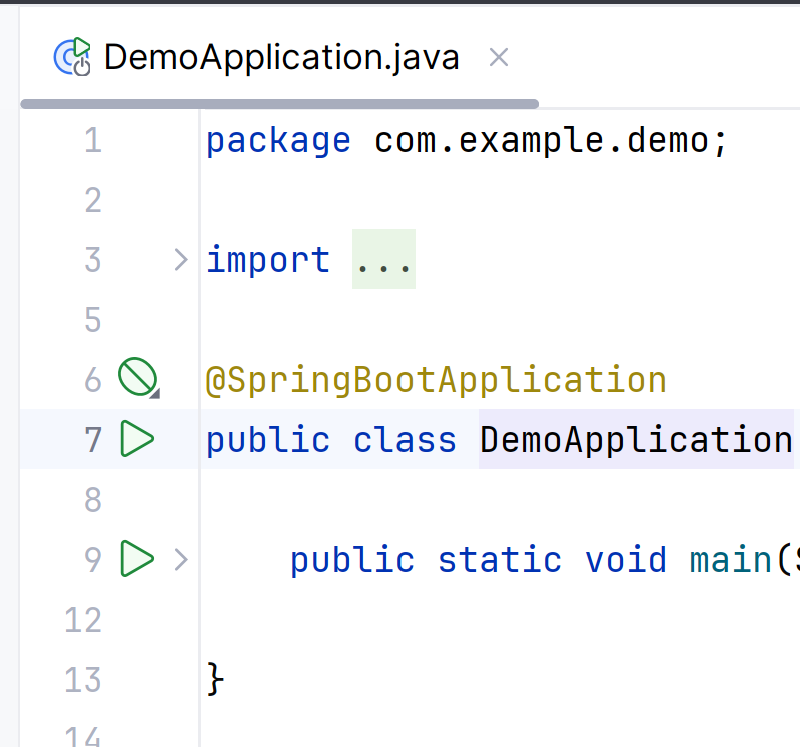 DemoApplication.java
1 package com.example.demo;
2
3 import ...
5
6 @SpringBootApplication
7 public class DemoApplication
8
9 public static void main(
12
13 }
14